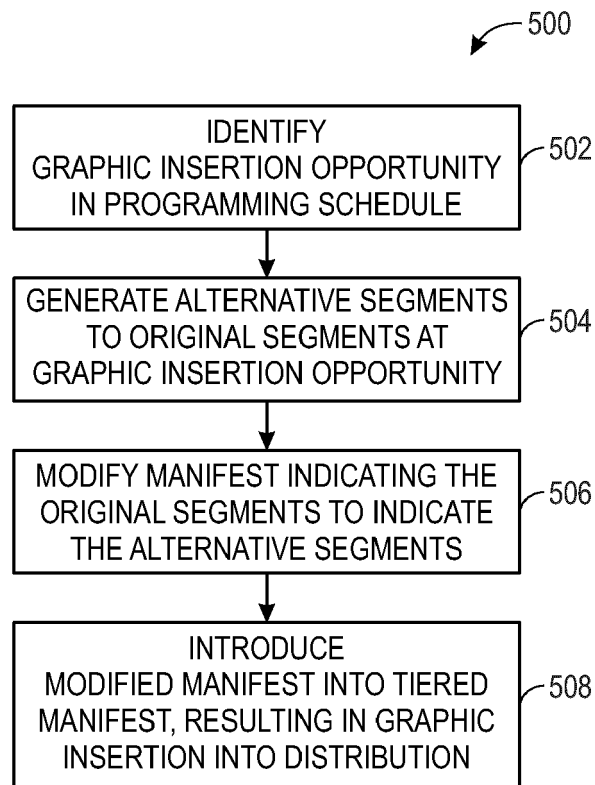 500
IDENTIFY
GRAPHIC INSERTION OPPORTUNITY
IN PROGRAMMING SCHEDULE
502
GENERATE ALTERNATIVE SEGMENTS
TO ORIGINAL SEGMENTS AT
GRAPHIC INSERTION OPPORTUNITY
504
MODIFY MANIFEST INDICATING THE
ORIGINAL SEGMENTS TO INDICATE
THE ALTERNATIVE SEGMENTS
506
INTRODUCE
MODIFIED MANIFEST INTO TIERED
MANIFEST, RESULTING IN GRAPHIC
INSERTION INTO DISTRIBUTION
508